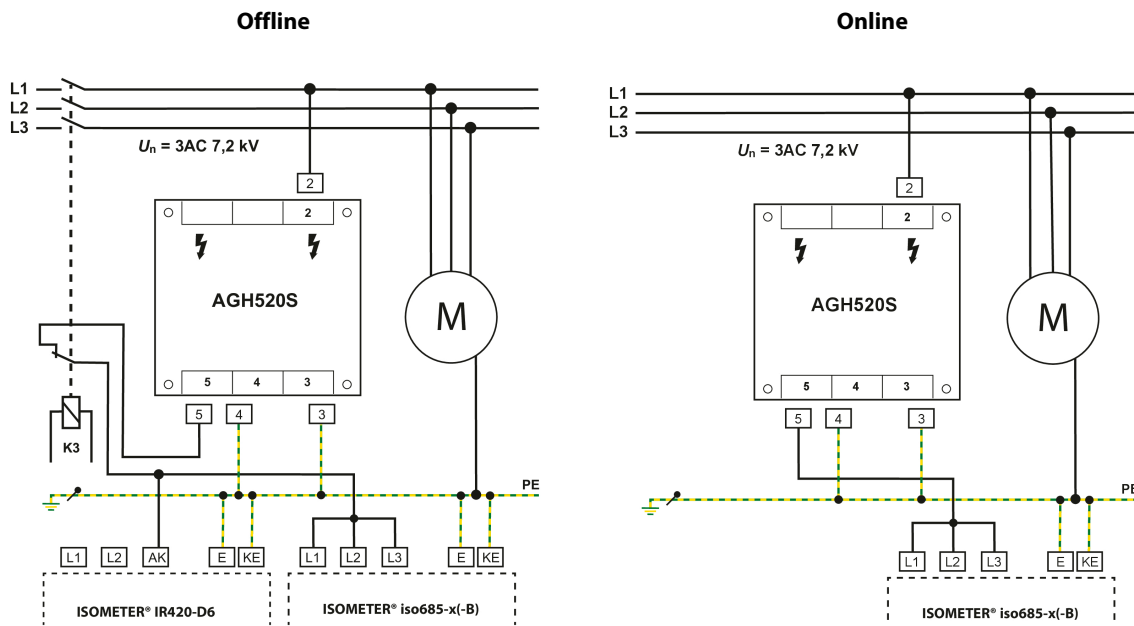 Offline
L1
L2
L3
Un = 3AC 7,2 kV
2
2
AGH520S
M
5 4 3
5 4 3
K3
PE
L1 L2 AK E KE L1 L2 L3 E KE
ISOMETER® IR420-D6
ISOMETER® iso685-x(-B)
Online
L1
L2
L3
Un = 3AC 7,2 kV
2
2
AGH520S
M
5 4 3
5 4 3
PE
L1 L2 L3 E KE
ISOMETER® iso685-x(-B)